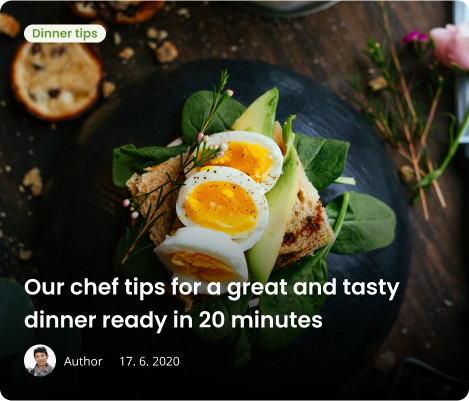 Dinner tips
Our chef tips for a great and tasty
dinner ready in 20 minutes
Author 17. 6. 2020